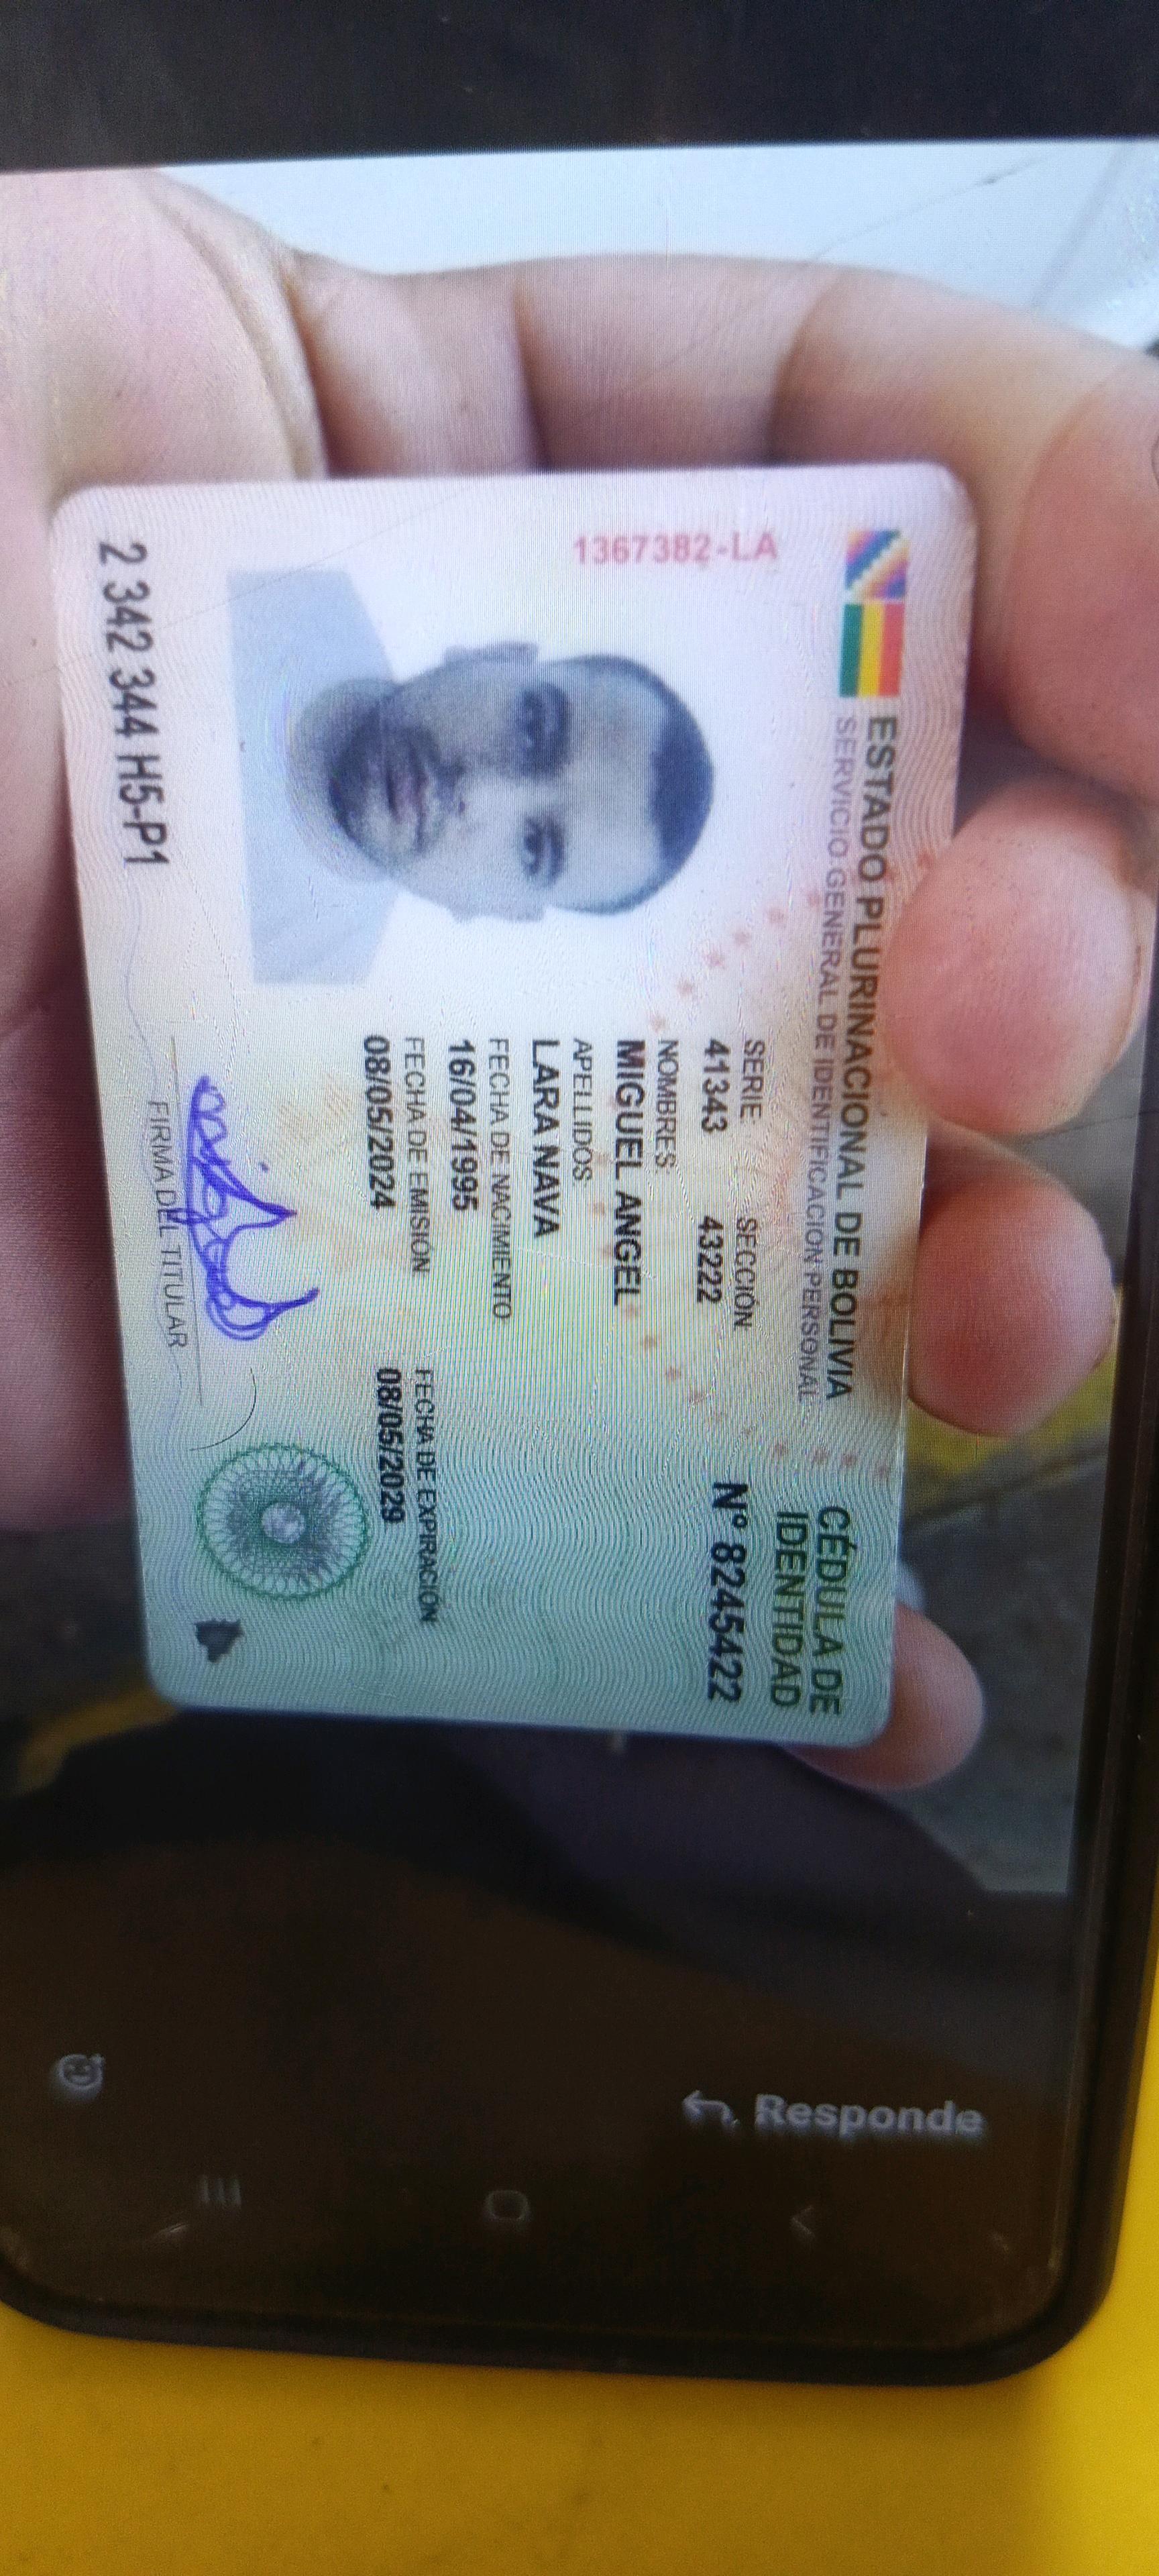 ESTADO PLURINACIONAL DE BOLIVIA
SERVICIO GENERAL DE IDENTIFICACIÓN PERSONAL
CÉDULA DE
IDENTIDAD
Nº 8245422
1367382-LA
SERIE SECCIÓN
41343 43222
NOMBRES
MIGUEL ANGEL
APELLIDOS
LARA NAVA
FECHA DE NACIMIENTO
16/04/1995
FECHA DE EMISIÓN FECHA DE EXPIRACIÓN
08/05/2024 08/05/2029
FIRMA DEL TITULAR
2 342 344 H5-P1
Responde